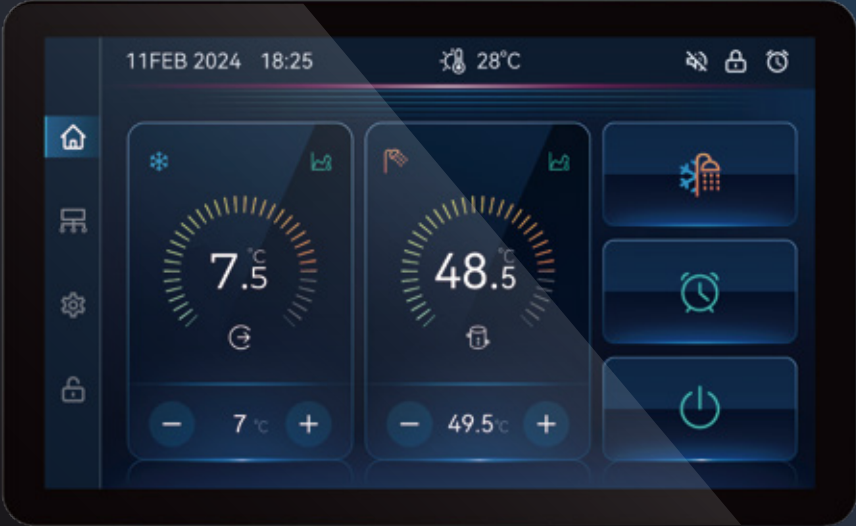 11FEB 2024 18:25 28°C
7.5 °C
48.5 °C
− 7 °C +
− 49.5°C +